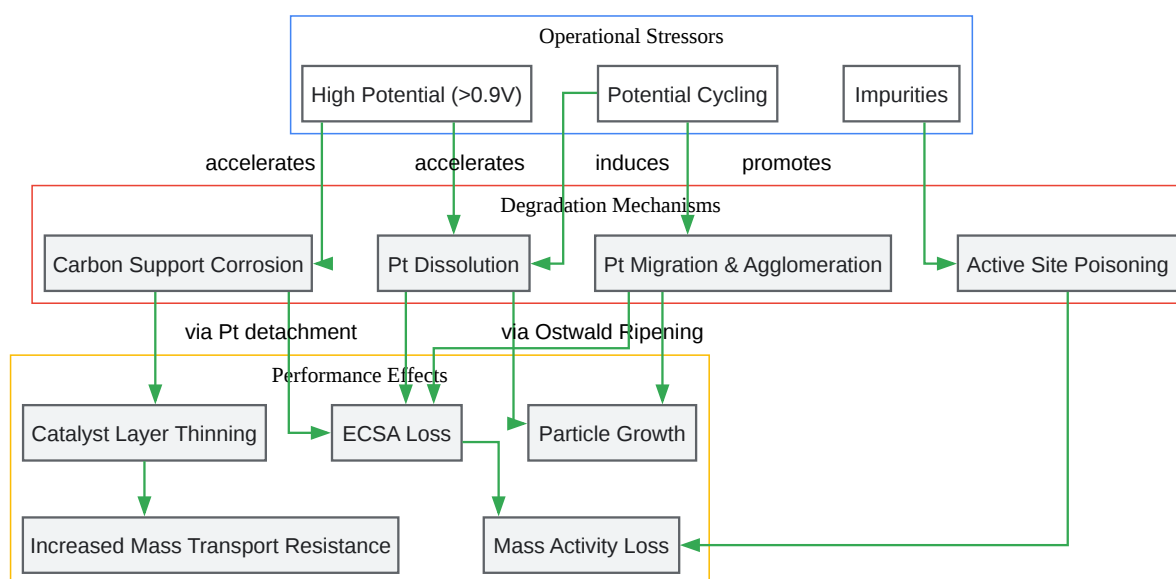 Operational Stressors
High Potential (>0.9V)
Potential Cycling
Impurities
accelerates
accelerates
induces
promotes
Degradation Mechanisms
Carbon Support Corrosion
Pt Dissolution
Pt Migration & Agglomeration
Active Site Poisoning
via Pt detachment
via Ostwald Ripening
Performance Effects
Catalyst Layer Thinning
ECSA Loss
Particle Growth
Increased Mass Transport Resistance
Mass Activity Loss